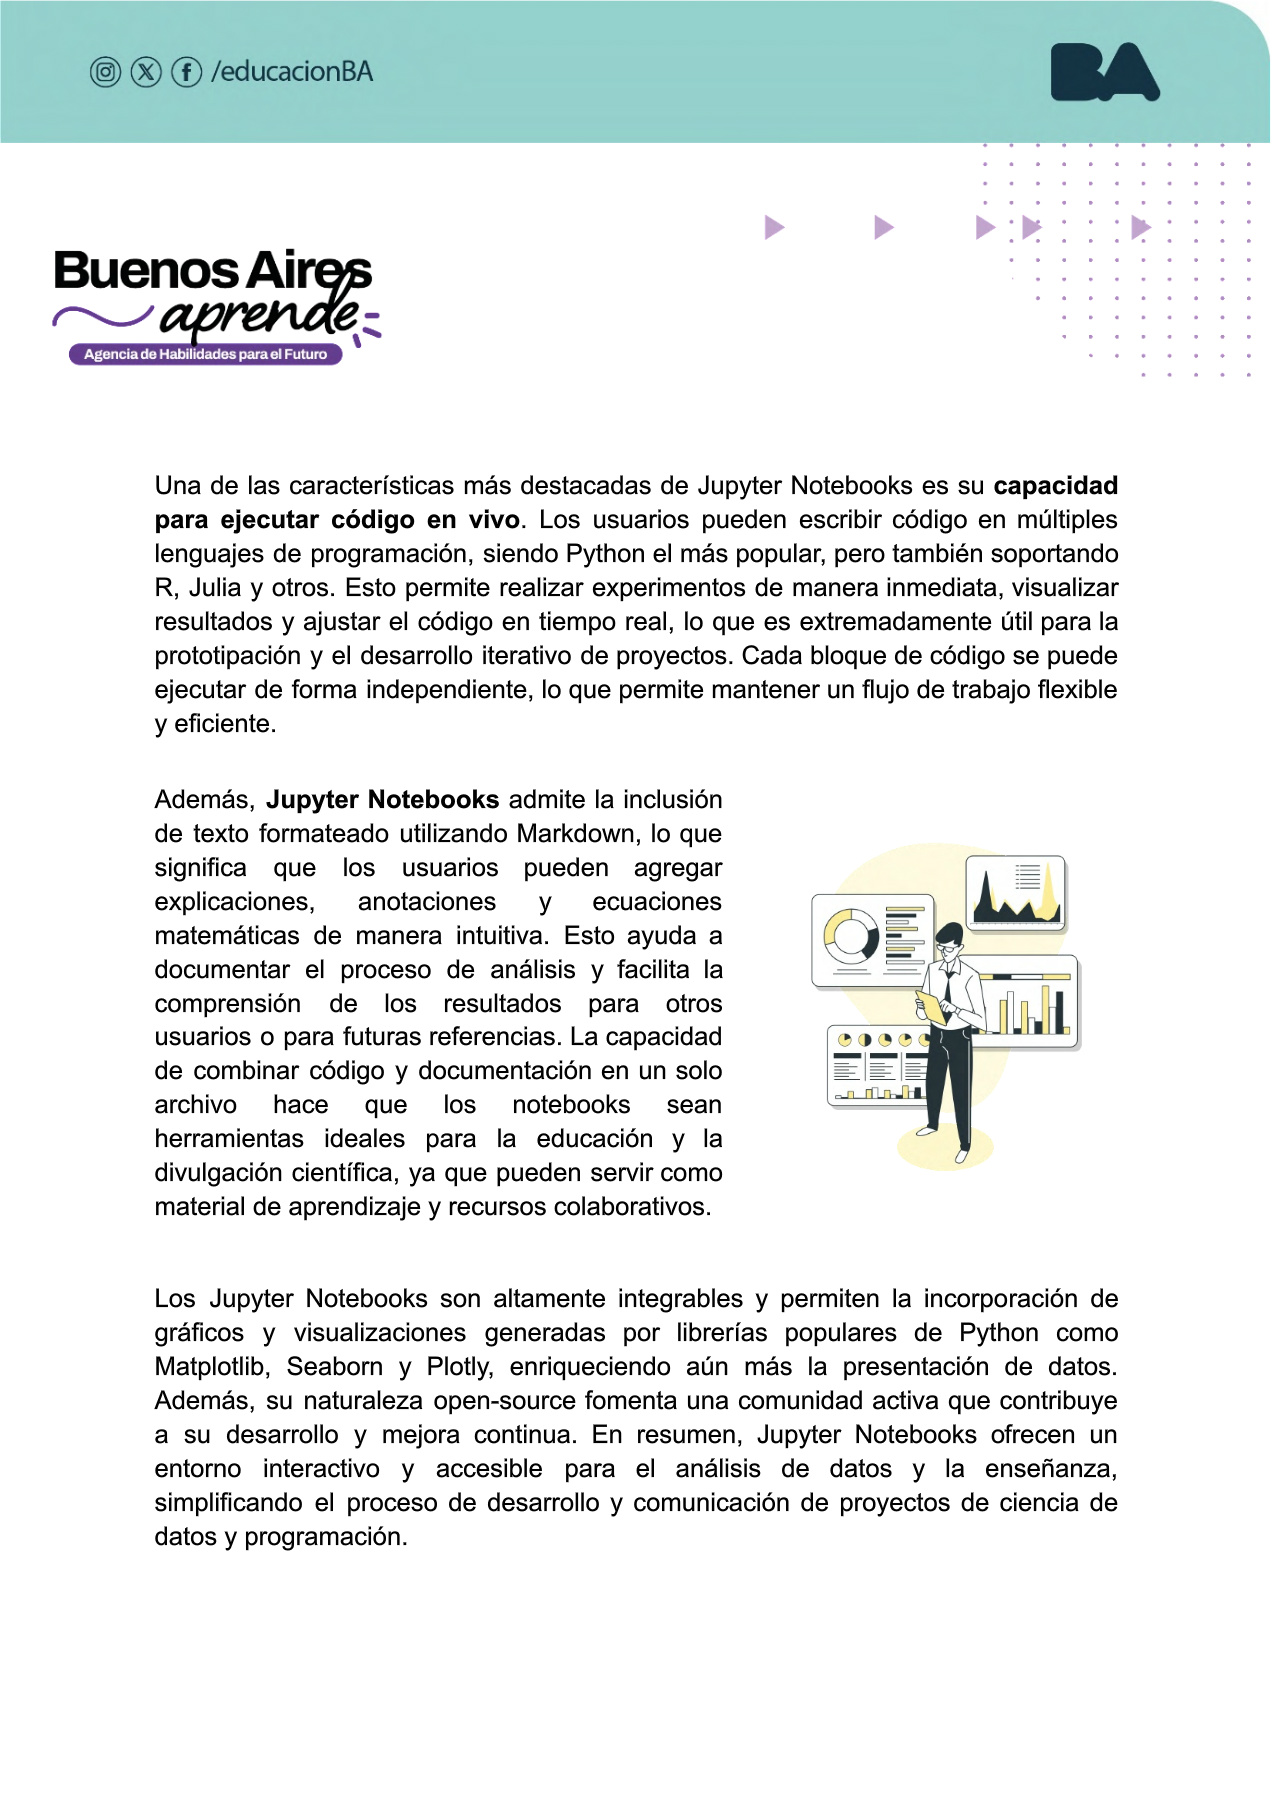 /educacionBA
BA
Buenos Aires
aprende
Agencia de Habilidades para el Futuro
Una de las características más destacadas de Jupyter Notebooks es su capacidad
para ejecutar código en vivo. Los usuarios pueden escribir código en múltiples
lenguajes de programación, siendo Python el más popular, pero también soportando
R, Julia y otros. Esto permite realizar experimentos de manera inmediata, visualizar
resultados y ajustar el código en tiempo real, lo que es extremadamente útil para la
prototipación y el desarrollo iterativo de proyectos. Cada bloque de código se puede
ejecutar de forma independiente, lo que permite mantener un flujo de trabajo flexible
y eficiente.
Además, Jupyter Notebooks admite la inclusión
de texto formateado utilizando Markdown, lo que
significa que los usuarios pueden agregar
explicaciones, anotaciones y ecuaciones
matemáticas de manera intuitiva. Esto ayuda a
documentar el proceso de análisis y facilita la
comprensión de los resultados para otros
usuarios o para futuras referencias. La capacidad
de combinar código y documentación en un solo
archivo hace que los notebooks sean
herramientas ideales para la educación y la
divulgación científica, ya que pueden servir como
material de aprendizaje y recursos colaborativos.
Los Jupyter Notebooks son altamente integrables y permiten la incorporación de
gráficos y visualizaciones generadas por librerías populares de Python como
Matplotlib, Seaborn y Plotly, enriqueciendo aún más la presentación de datos.
Además, su naturaleza open-source fomenta una comunidad activa que contribuye
a su desarrollo y mejora continua. En resumen, Jupyter Notebooks ofrecen un
entorno interactivo y accesible para el análisis de datos y la enseñanza,
simplificando el proceso de desarrollo y comunicación de proyectos de ciencia de
datos y programación.